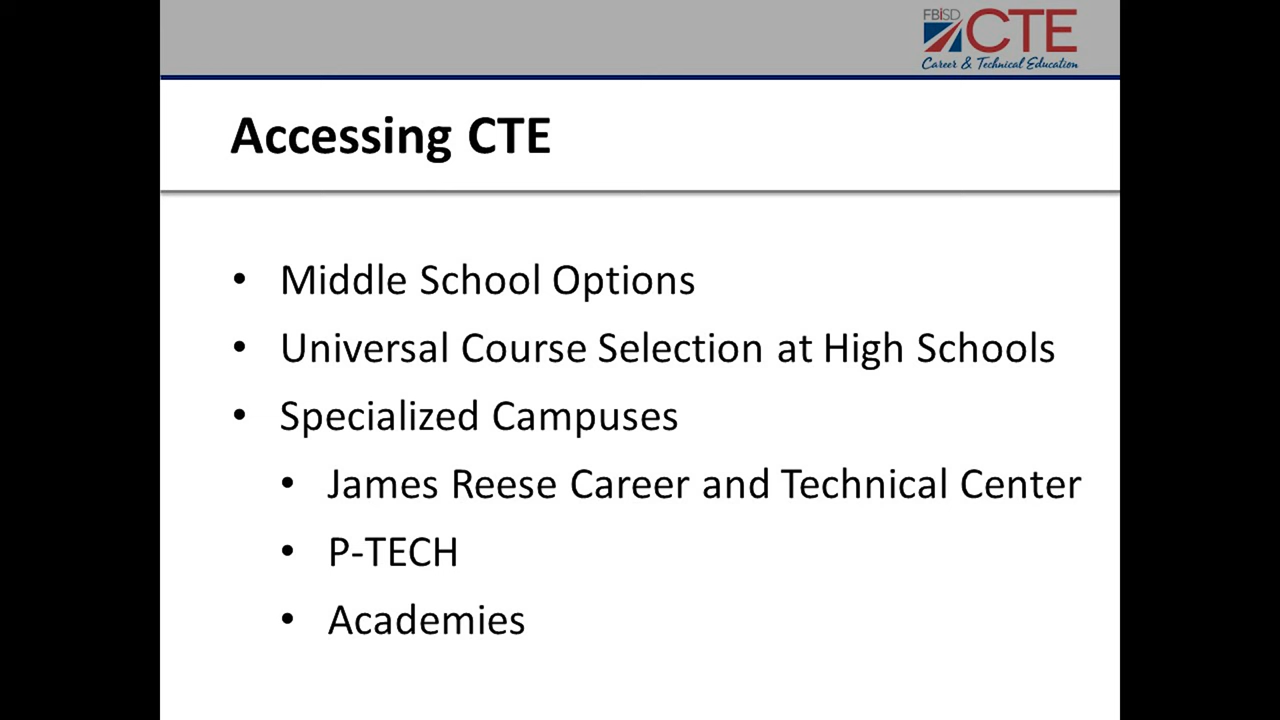 FBISD
CTE
Career & Technical Education
Accessing CTE
• Middle School Options
• Universal Course Selection at High Schools
• Specialized Campuses
• James Reese Career and Technical Center
• P-TECH
• Academies